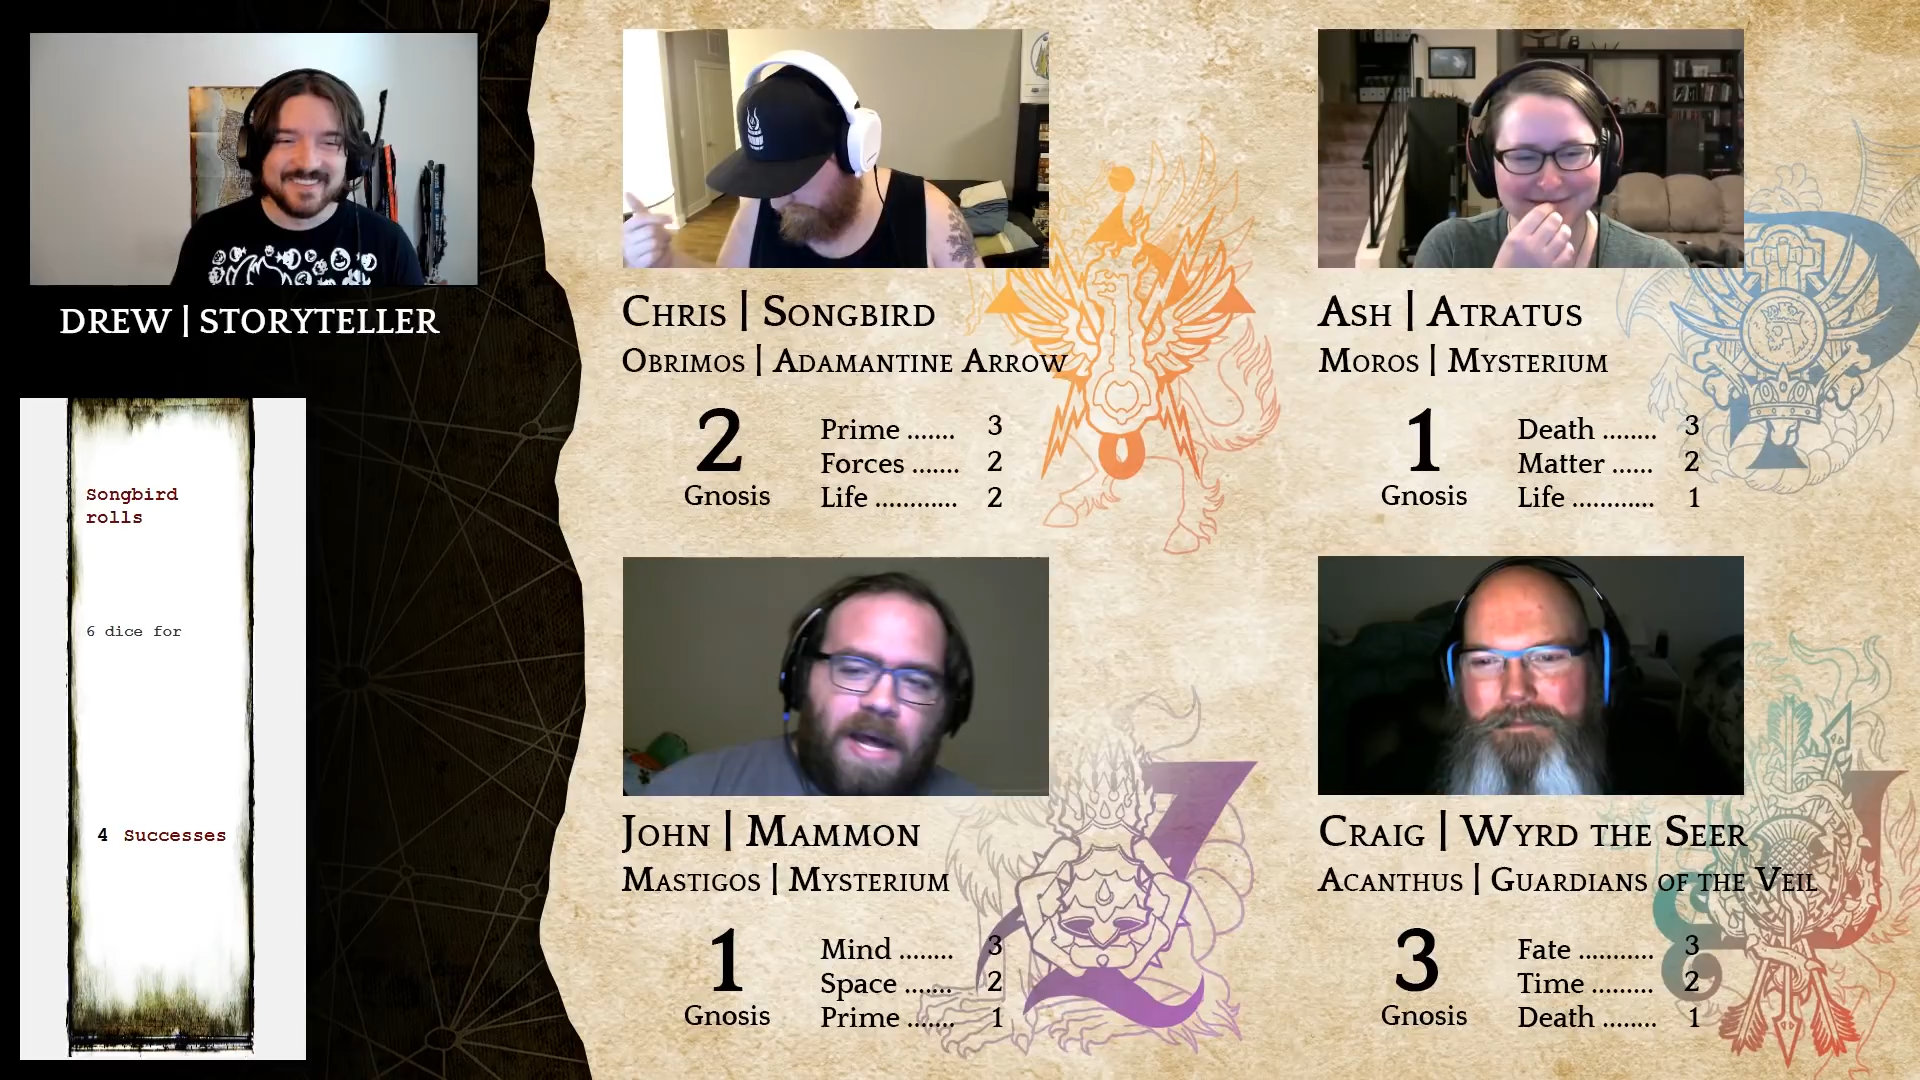 DREW | STORYTELLER
Songbird
rolls
6 dice for
4 Successes
Chris | Songbird
Obrimos | Adamantine Arrow
2
Gnosis
Prime ....... 3
Forces ....... 2
Life ............ 2
Ash | Atratus
Moros | Mysterium
1
Gnosis
Death ........ 3
Matter ...... 2
Life ............ 1
John | Mammon
Mastigos | Mysterium
1
Gnosis
Mind ........ 3
Space ....... 2
Prime ....... 1
Craig | Wyrd the Seer
Acanthus | Guardians of the Veil
3
Gnosis
Fate ........... 3
Time ......... 2
Death ........ 1